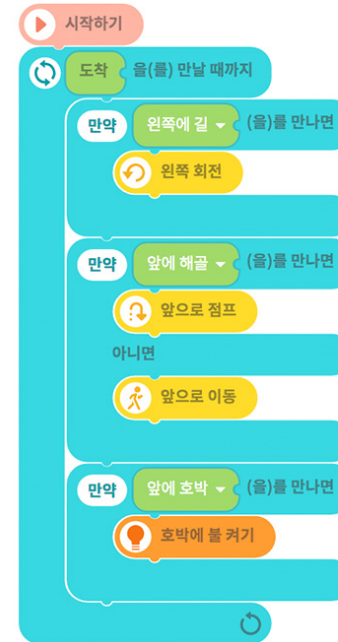 시작하기
도착 을(를) 만날 때까지
만약 왼쪽에 길 (을)를 만나면
왼쪽 회전
만약 앞에 해골 (을)를 만나면
앞으로 점프
아니면
앞으로 이동
만약 앞에 호박 (을)를 만나면
호박에 불 켜기